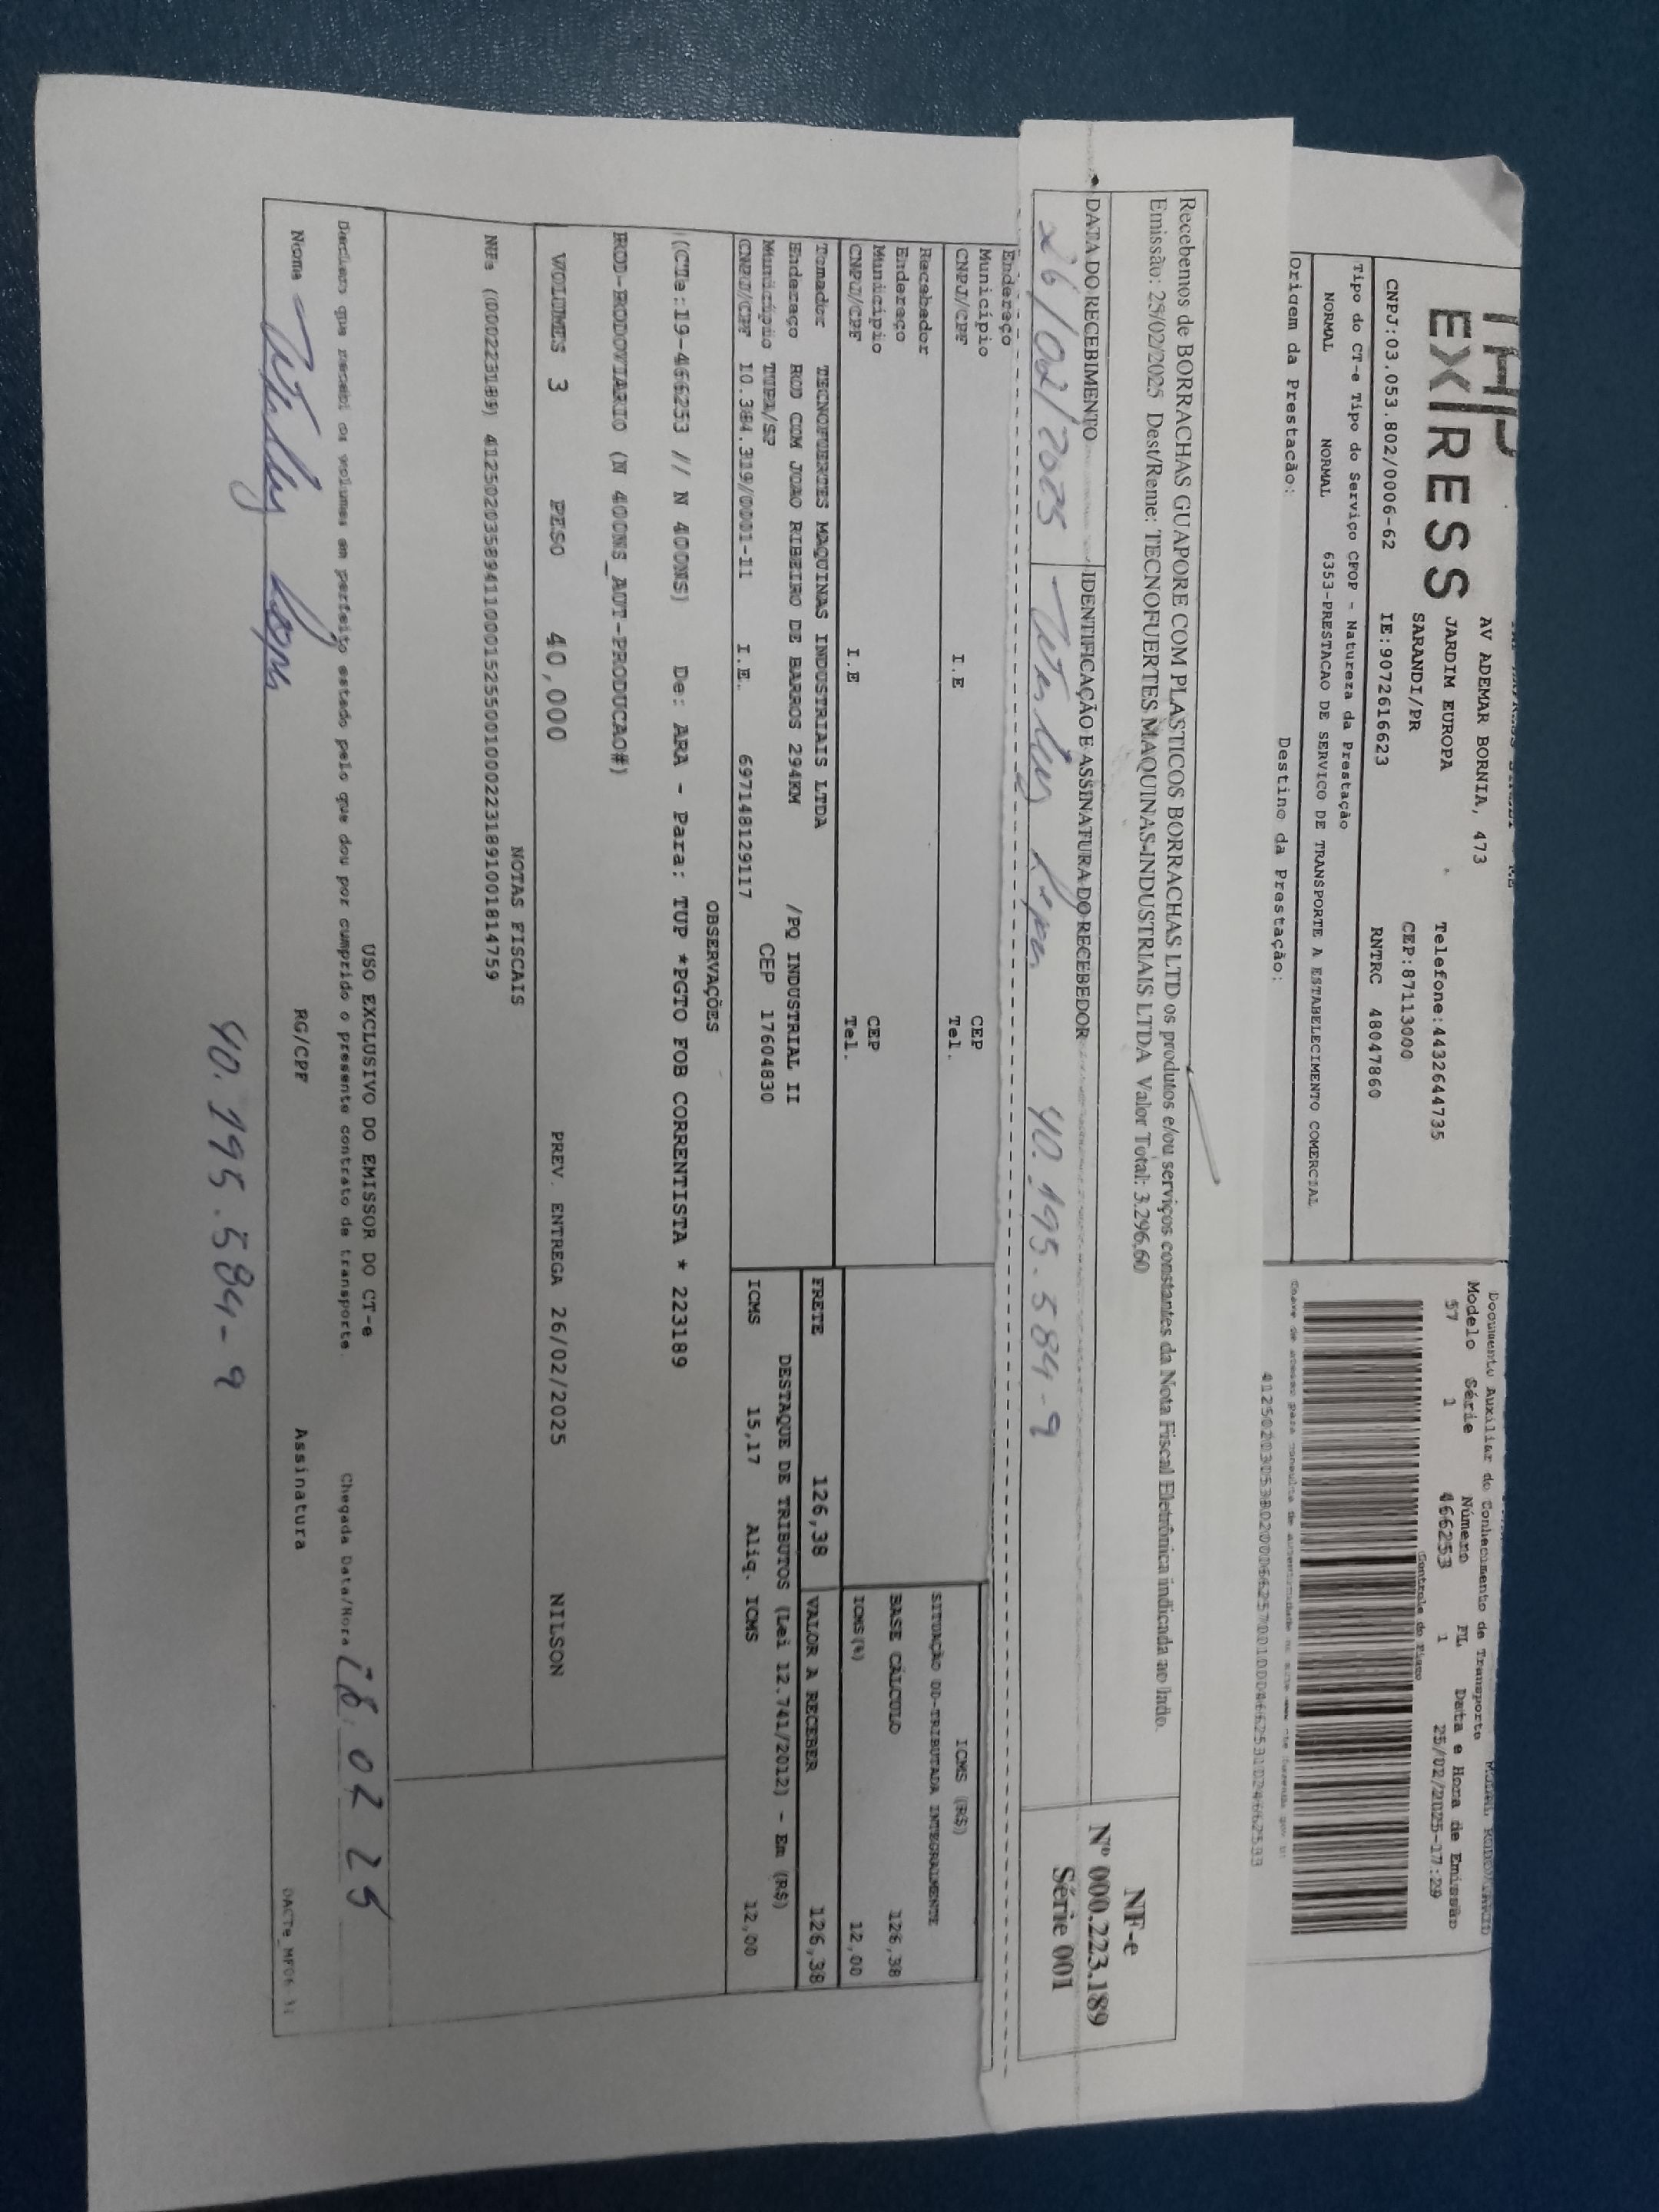 EXPRESS
AV ADEMAR BORNIA, 473
JARDIM EUROPA
Telefone:4432644735
SARANDI/PR
CEP:87113000
CNPJ:03.053.802/0006-62 IE:9072616623 RNTRC 48047860
Tipo do CT-e Tipo do Serviço CFOP - Natureza da Prestação
NORMAL NORMAL 6353-PRESTACAO DE SERVICO DE TRANSPORTE A ESTABELECIMENTO COMERCIAL
Origem da Prestação: Destino da Prestação:
Documento Auxiliar do Conhecimento de Transporte
Modelo Série Número FL Data e Hora de Emissão
57 1 466253 1 25/02/2025-17:29
Controle do Fisco
Recebemos de BORRACHAS GUAPORE COM PLASTICOS BORRACHAS LTD os produtos e/ou serviços constantes da Nota Fiscal Eletrônica indicada ao lado.
Emissão: 25/02/2025 Dest/Reme: TECNOFUERTES MAQUINAS INDUSTRIAIS LTDA Valor Total: 3.296,60
DATA DO RECEBIMENTO IDENTIFICAÇÃO E ASSINATURA DO RECEBEDOR
26/02/2025 40.195.584-9
NF-e
Nº 000.223.189
Série 001
Endereço
Município CEP
CNPJ/CPF I.E Tel.
Recebedor
Endereço
Município CEP
CNPJ/CPF I.E Tel.
ICMS (R$)
SITUAÇÃO 00-TRIBUTADA INTEGRALMENTE
BASE CÁLCULO 126,38
ICMS(%) 12,00
Tomador TECNOFUERTES MAQUINAS INDUSTRIAIS LTDA
Endereço ROD COM JOAO RIBEIRO DE BARROS 294KM /PQ INDUSTRIAL II
Município TUPA/SP CEP 17604830
CNPJ/CPF 10.384.319/0001-11 I.E. 697148129117
FRETE 126,38 VALOR A RECEBER 126,38
DESTAQUE DE TRIBUTOS (Lei 12.741/2012) - Em (R$)
ICMS 15,17 Aliq. ICMS 12,00
OBSERVAÇÕES
(CTe:19-466253 // N 400NS) De: ARA - Para: TUP *PGTO FOB CORRENTISTA * 223189
ROD-RODOVIARIO (N 400NS_AUT-PRODUCAO#)
VOLUMES 3 PESO 40,000 PREV. ENTREGA 26/02/2025 NILSON
NOTAS FISCAIS
NFs ((000223189) 41250203589411000152550010002231891001814759
USO EXCLUSIVO DO EMISSOR DO CT-e
Declaro que recebi os volumes em perfeito estado pelo que dou por cumprido o presente contrato de transporte. Chegada Data/Hora 26 02 25
Nome RG/CPF Assinatura
40.195.584-9